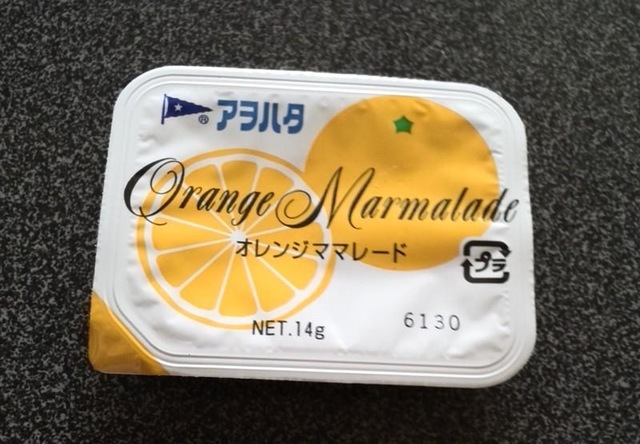 ® アヲハタ
Orange Marmalade
オレンジママレード
プラ
NET.14g
6130